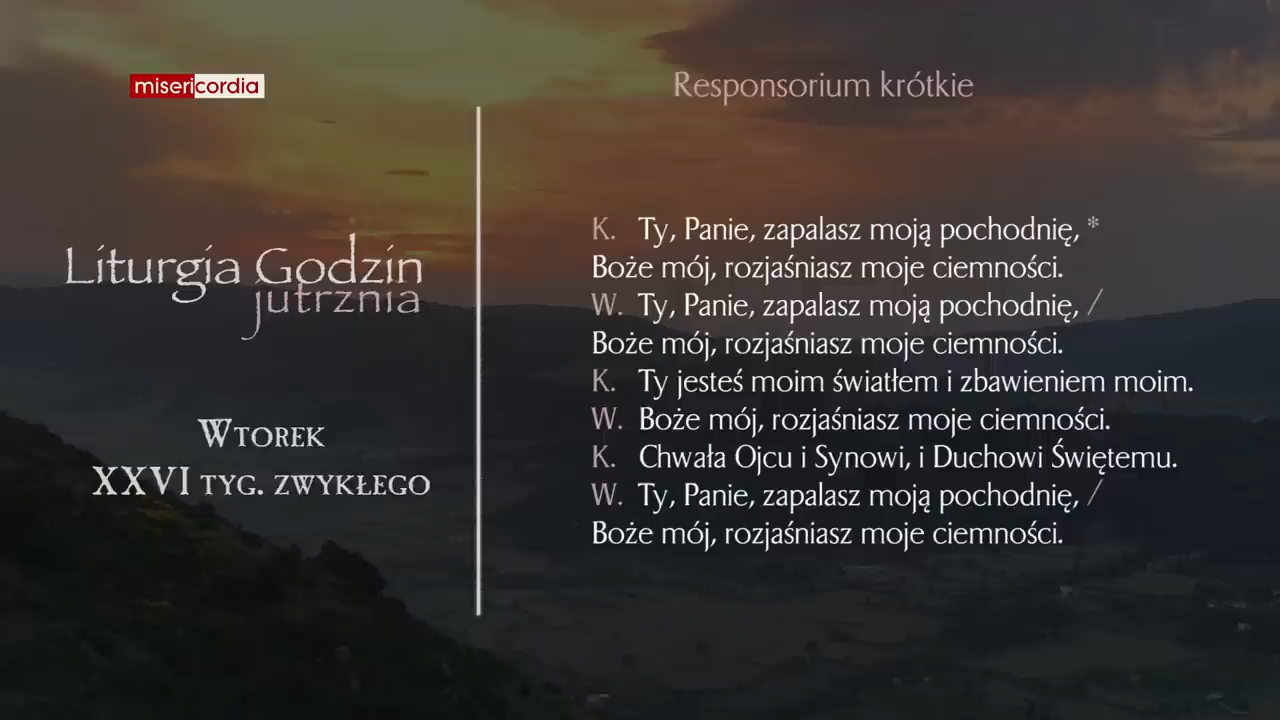 misericordia
Liturgia Godzin
jutrznia
Wtorek
XXVI tyg. zwykłego
Responsorium krótkie
K. Ty, Panie, zapalasz moją pochodnię, *
Boże mój, rozjaśniasz moje ciemności.
W. Ty, Panie, zapalasz moją pochodnię, /
Boże mój, rozjaśniasz moje ciemności.
K. Ty jesteś moim światłem i zbawieniem moim.
W. Boże mój, rozjaśniasz moje ciemności.
K. Chwała Ojcu i Synowi, i Duchowi Świętemu.
W. Ty, Panie, zapalasz moją pochodnię, /
Boże mój, rozjaśniasz moje ciemności.